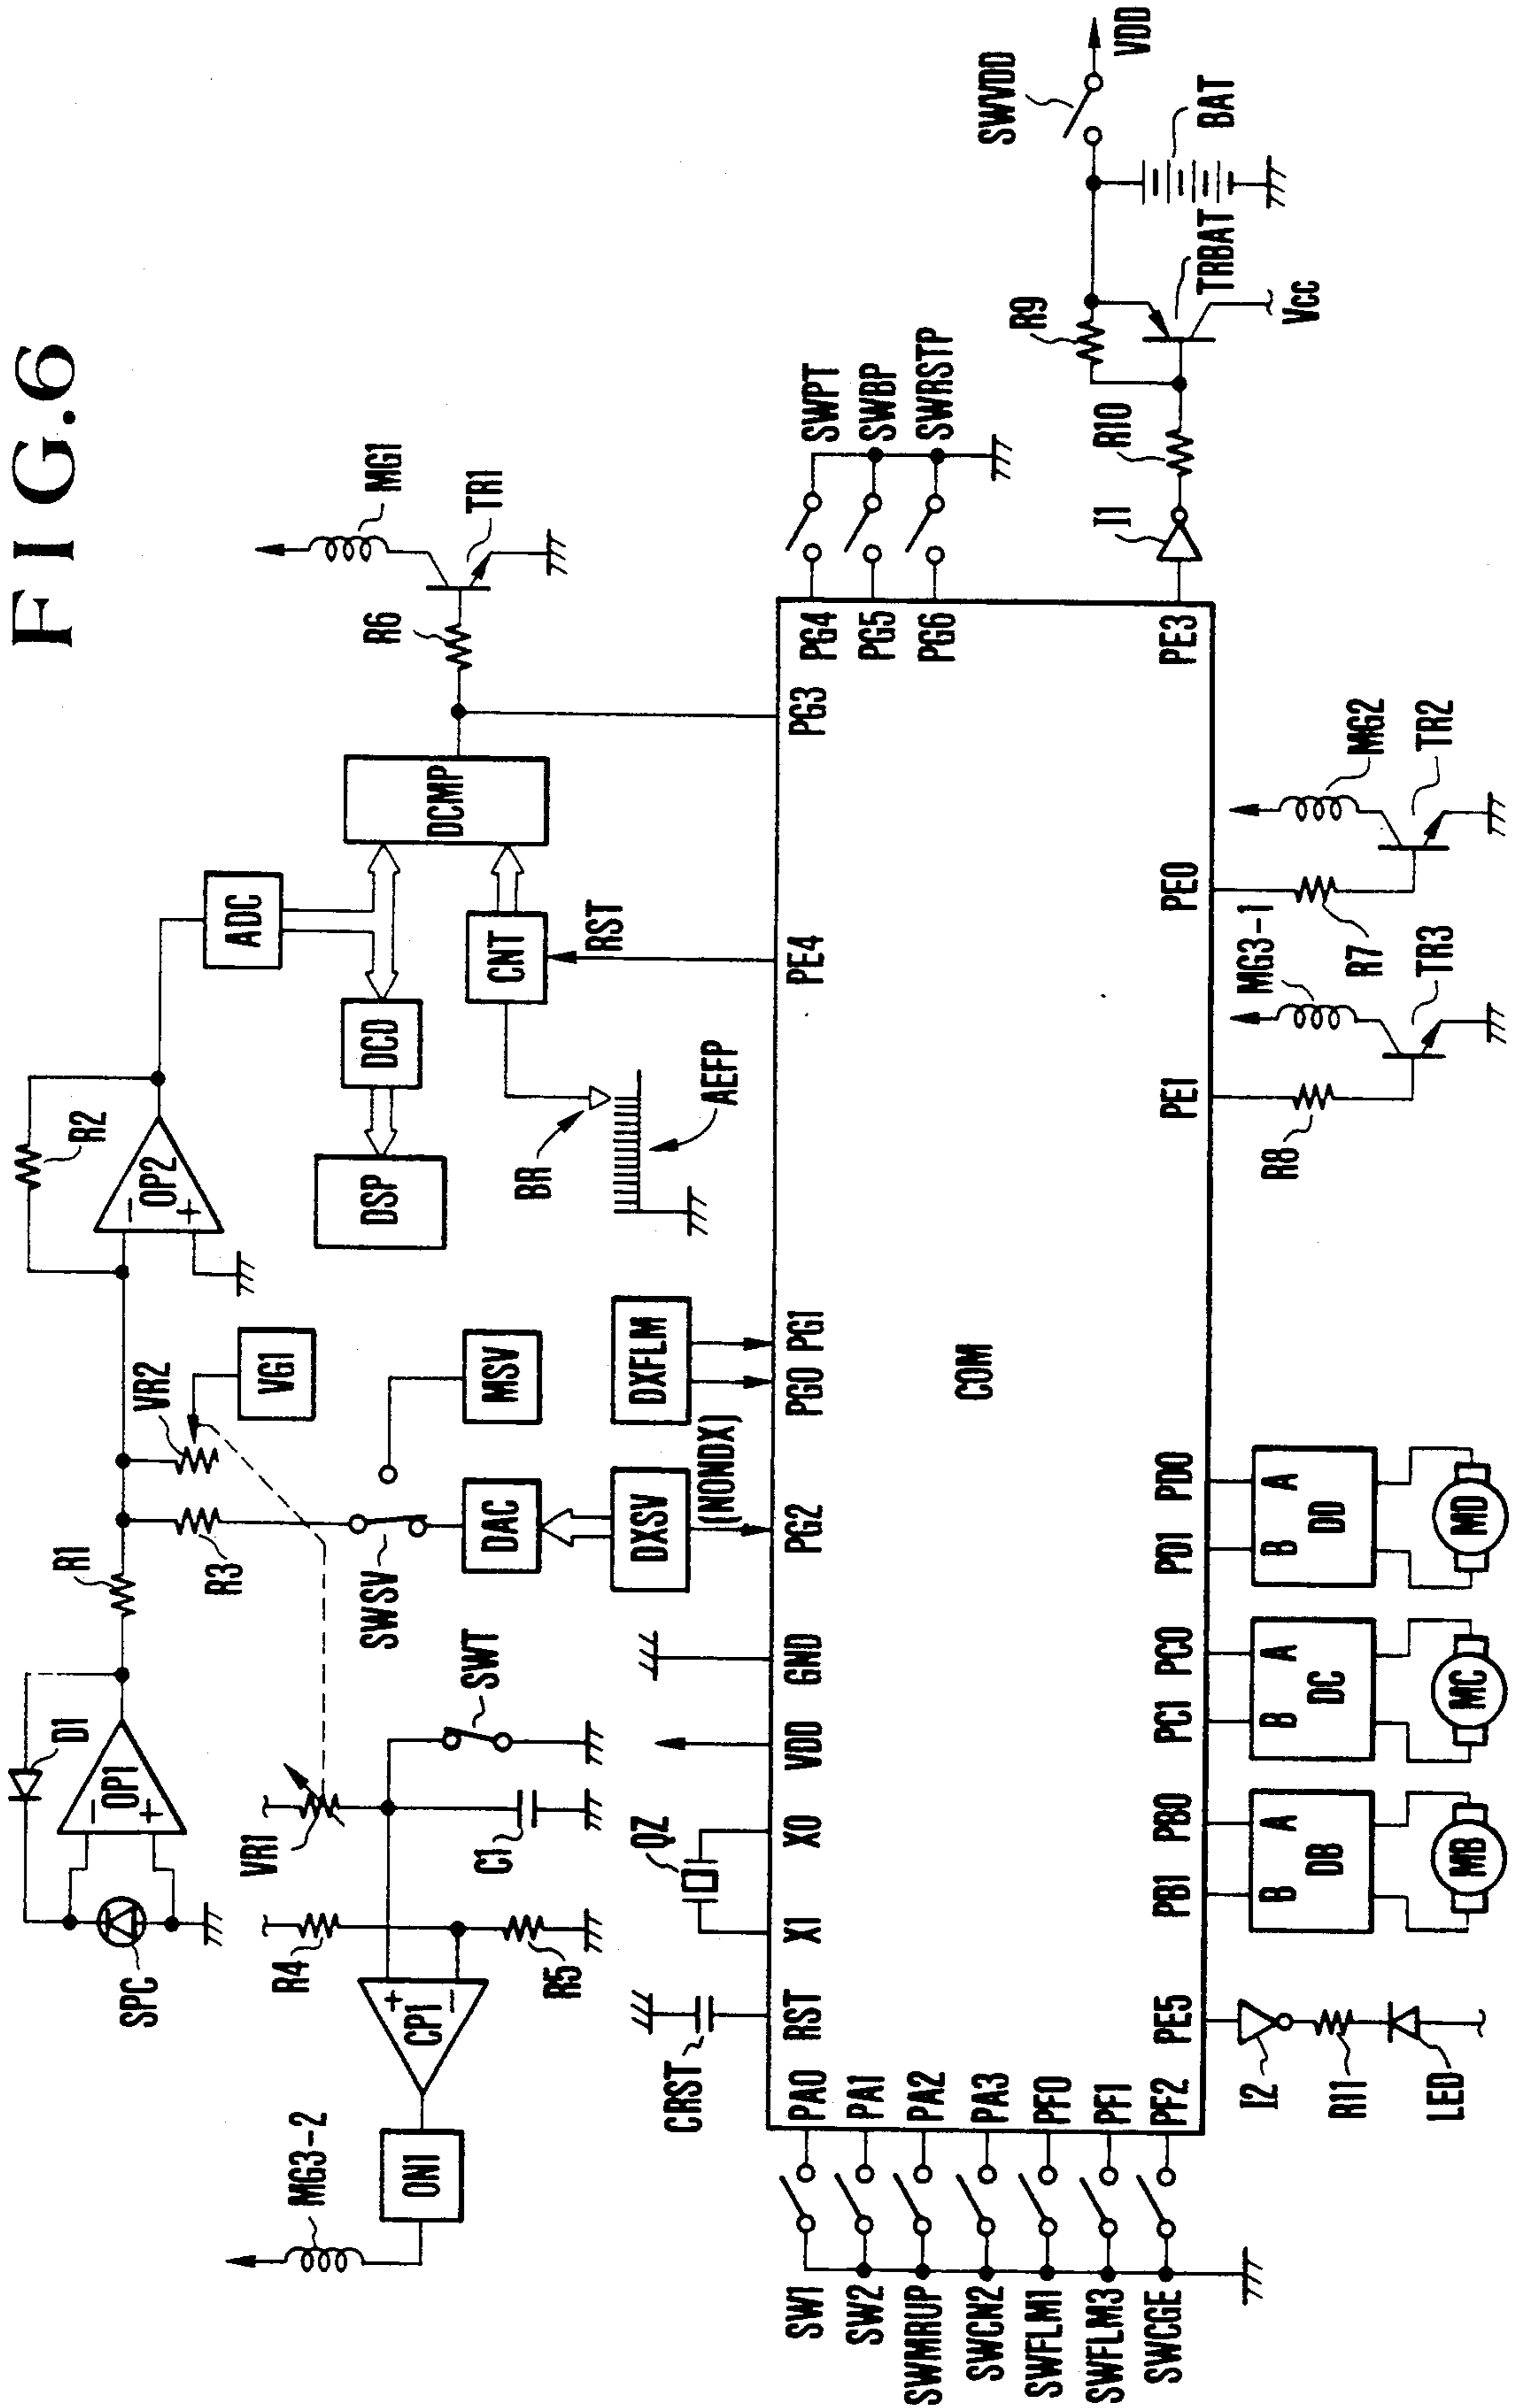 FIG.6
D1
OP1
−
+
SPC
R1
R2
OP2
−
+
VR2
VG1
R3
SWSV
MSV
DAC
DXSV
(NONDX)
DXFLM
ADC
DCD
DSP
DCMP
CNT
RST
BR
AEFP
R6
MG1
TR1
MG3-2
ON1
CP1
+
−
R4
R5
VR1
C1
SWT
CRST
QZ
RST
X1
X0
VDD
GND
PG2
PG0
PG1
PE4
PG3
COM
SW1
SW2
SWMRUP
SWCN2
SWFLM1
SWFLM3
SWCGE
PA0
PA1
PA2
PA3
PF0
PF1
PF2
PG4
PG5
PG6
PE3
SWPT
SWBP
SWRSTP
I1
R10
R9
TRBAT
Vcc
BAT
SWVDD
VDD
PE5
PB1
PB0
PC1
PC0
PD1
PD0
PE1
PE0
I2
R11
LED
B
A
DB
MB
B
A
DC
MC
B
A
DD
MD
R8
MG3-1
TR3
R7
MG2
TR2